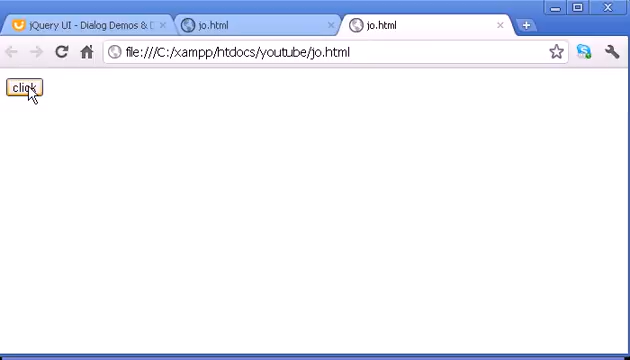 jQuery UI - Dialog Demos & D
jo.html
jo.html
file:///C:/xampp/htdocs/youtube/jo.html
click